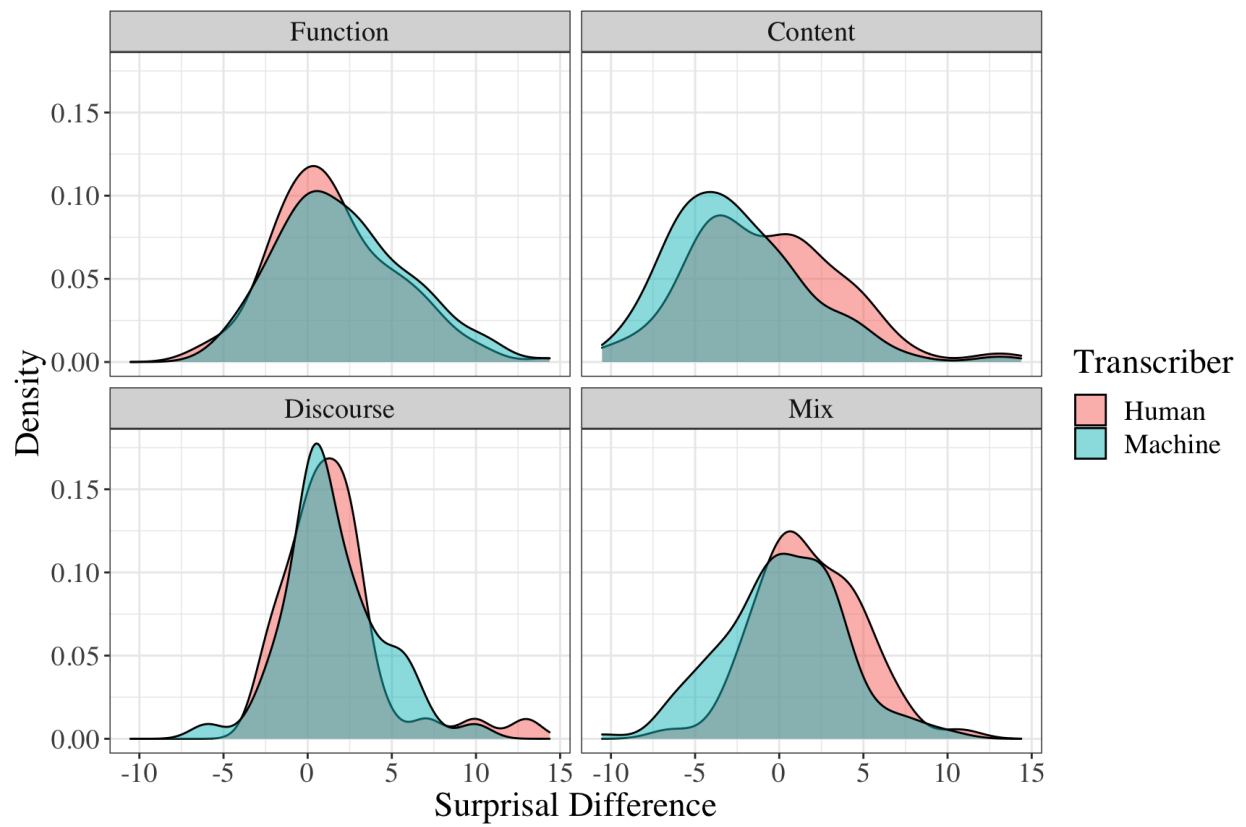 Function
Content
0.15
0.10
0.05
0.00
Discourse
Mix
0.15
0.10
0.05
0.00
-10 -5 0 5 10 15
-10 -5 0 5 10 15
Surprisal Difference
Density
Transcriber
Human
Machine